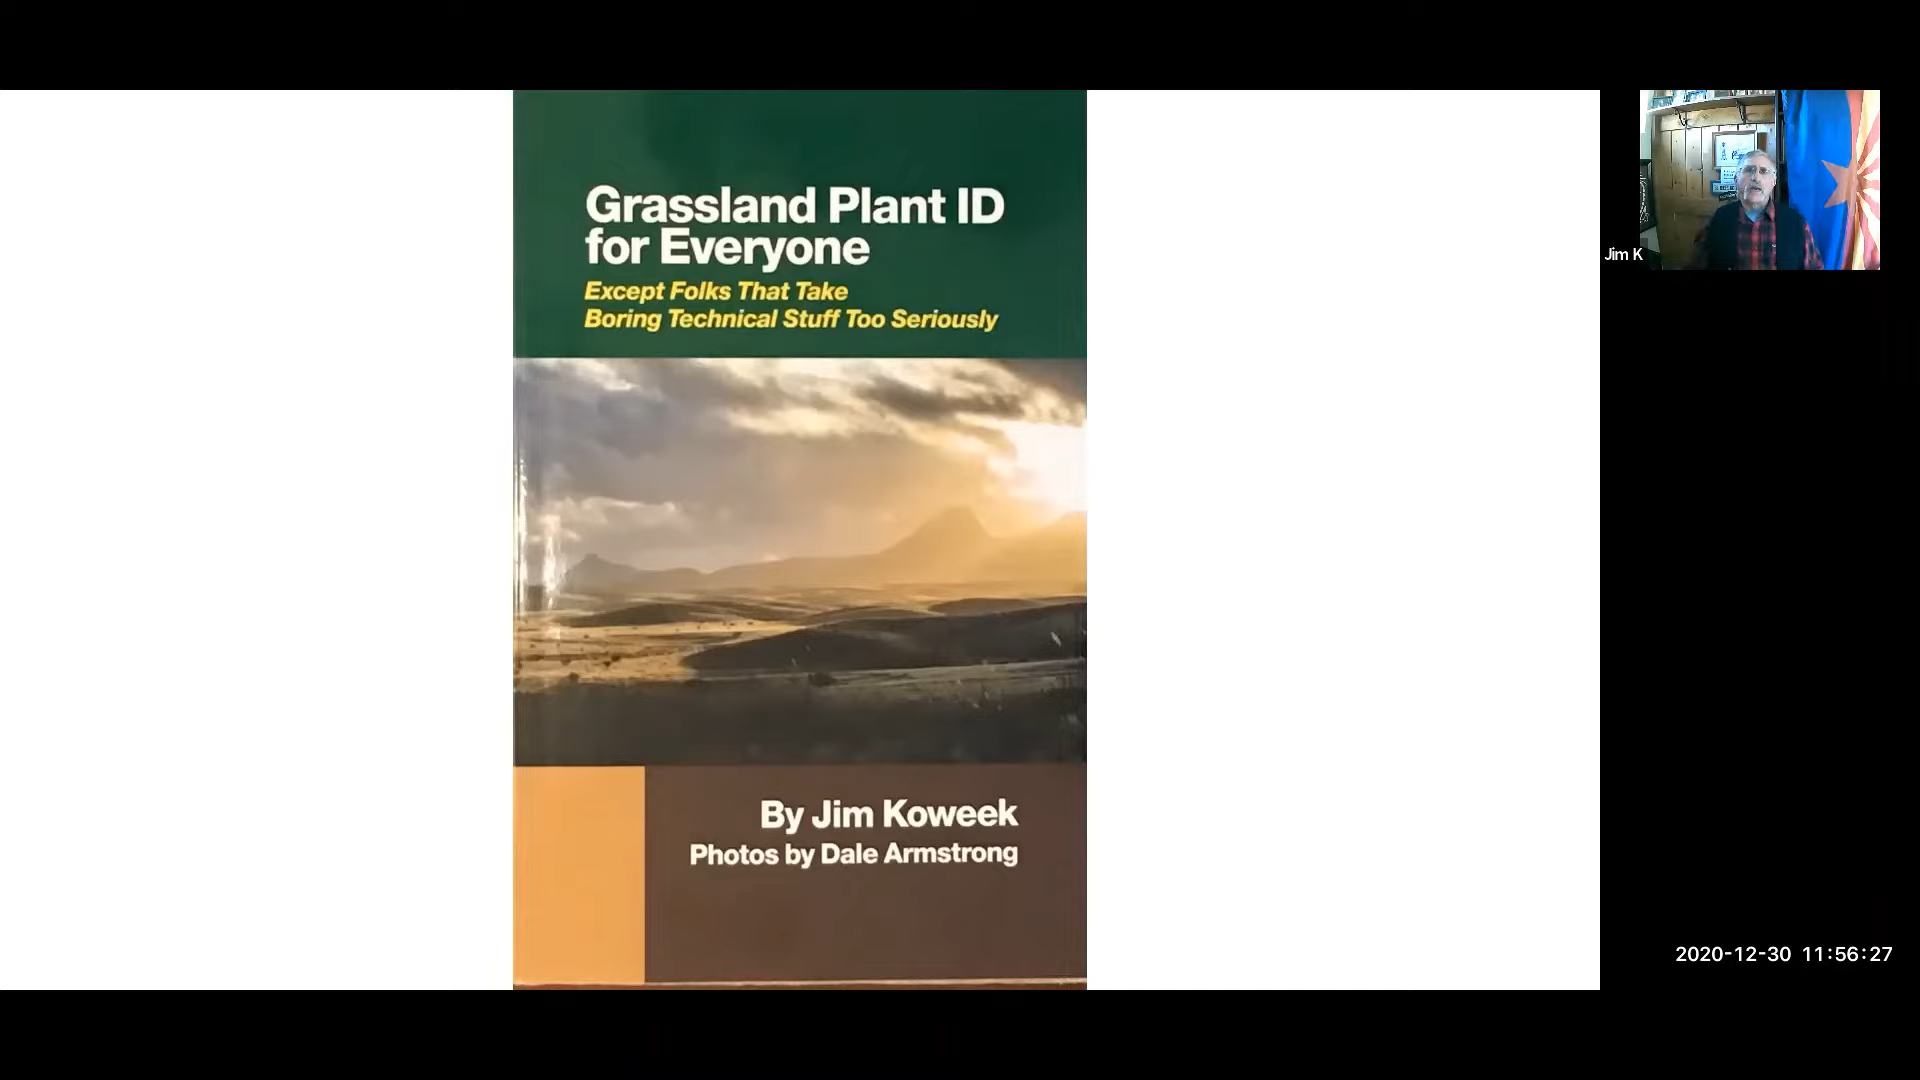 Grassland Plant ID
for Everyone
Except Folks That Take
Boring Technical Stuff Too Seriously
By Jim Koweek
Photos by Dale Armstrong
Jim K
2020-12-30 11:56:27